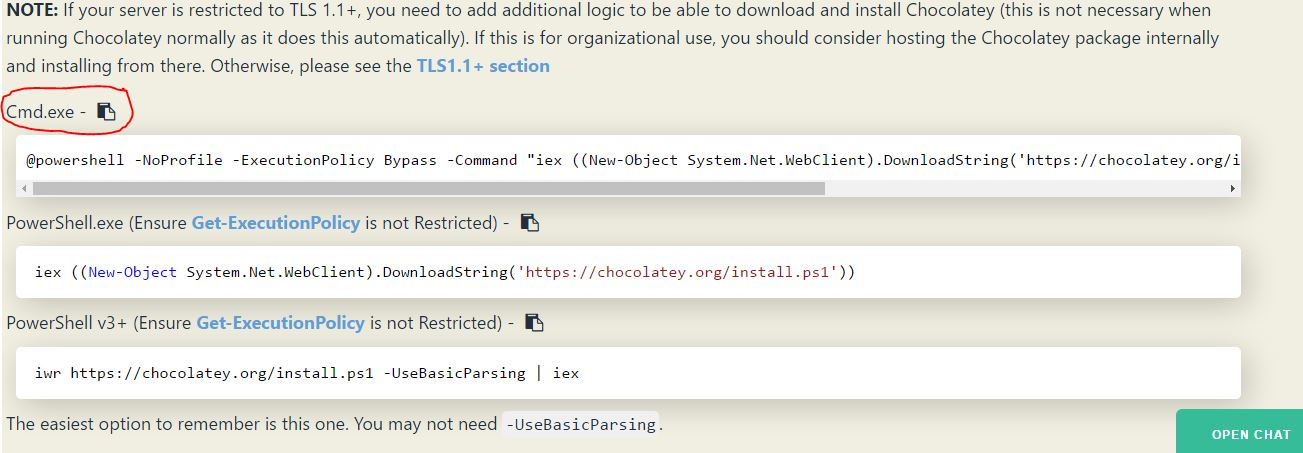 NOTE: If your server is restricted to TLS 1.1+, you need to add additional logic to be able to download and install Chocolatey (this is not necessary when
running Chocolatey normally as it does this automatically). If this is for organizational use, you should consider hosting the Chocolatey package internally
and installing from there. Otherwise, please see the TLS1.1+ section
Cmd.exe -
@powershell -NoProfile -ExecutionPolicy Bypass -Command "iex ((New-Object System.Net.WebClient).DownloadString('https://chocolatey.org/i
PowerShell.exe (Ensure Get-ExecutionPolicy is not Restricted) -
iex ((New-Object System.Net.WebClient).DownloadString('https://chocolatey.org/install.ps1'))
PowerShell v3+ (Ensure Get-ExecutionPolicy is not Restricted) -
iwr https://chocolatey.org/install.ps1 -UseBasicParsing | iex
The easiest option to remember is this one. You may not need -UseBasicParsing.
OPEN CHAT